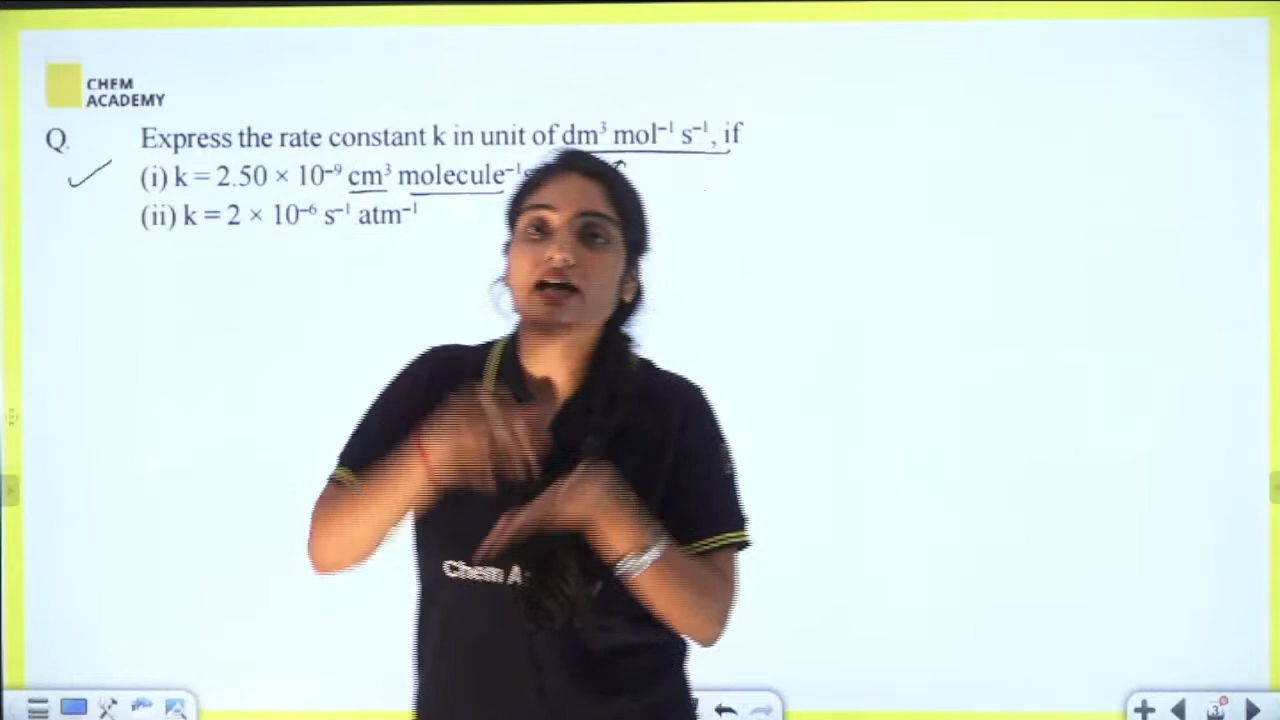 CHEM
ACADEMY
Q. Express the rate constant k in unit of dm³ mol⁻¹ s⁻¹, if
(i) k = 2.50 × 10⁻⁹ cm³ molecule⁻¹
(ii) k = 2 × 10⁻⁶ s⁻¹ atm⁻¹
Chem A
3